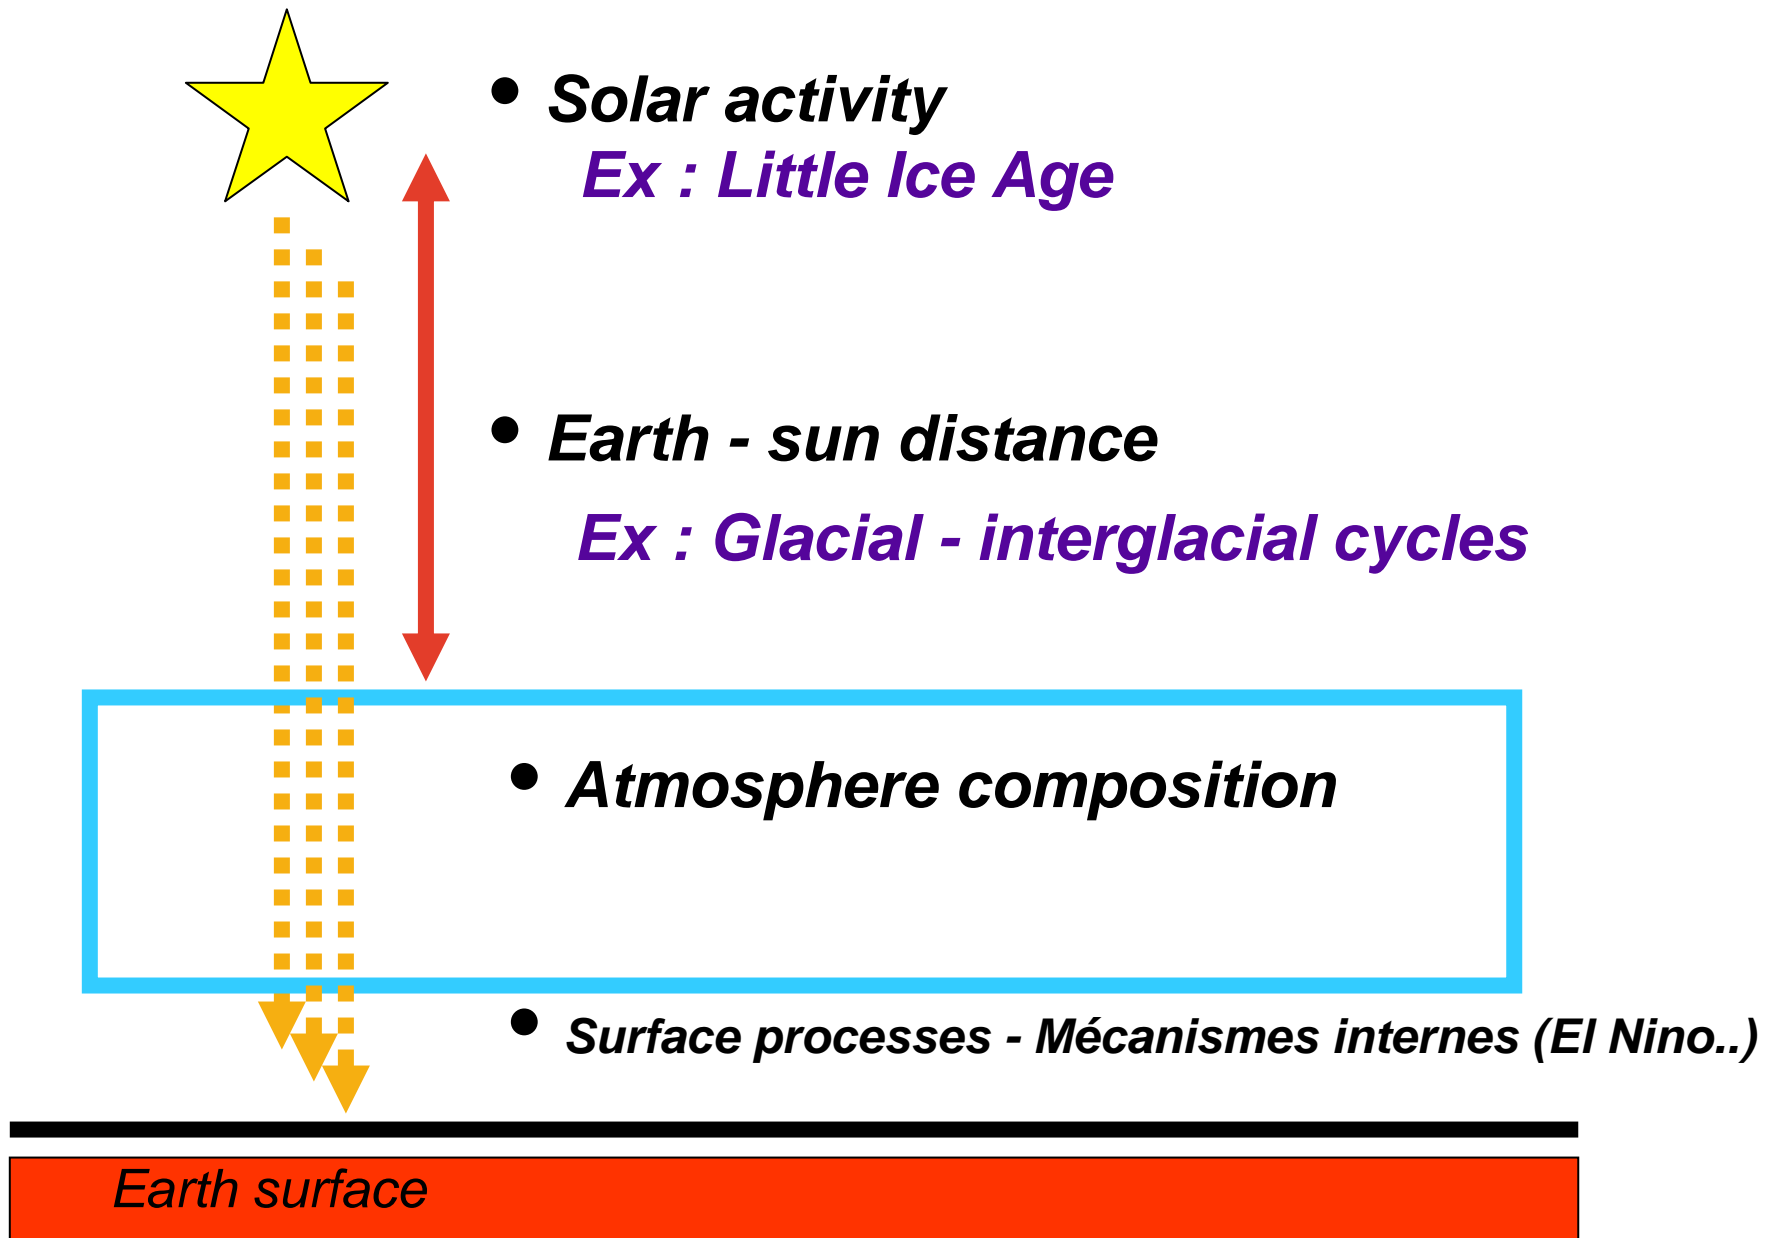 • Solar activity
Ex : Little Ice Age
• Earth - sun distance
Ex : Glacial - interglacial cycles
• Atmosphere composition
• Surface processes - Mécanismes internes (El Nino..)
Earth surface